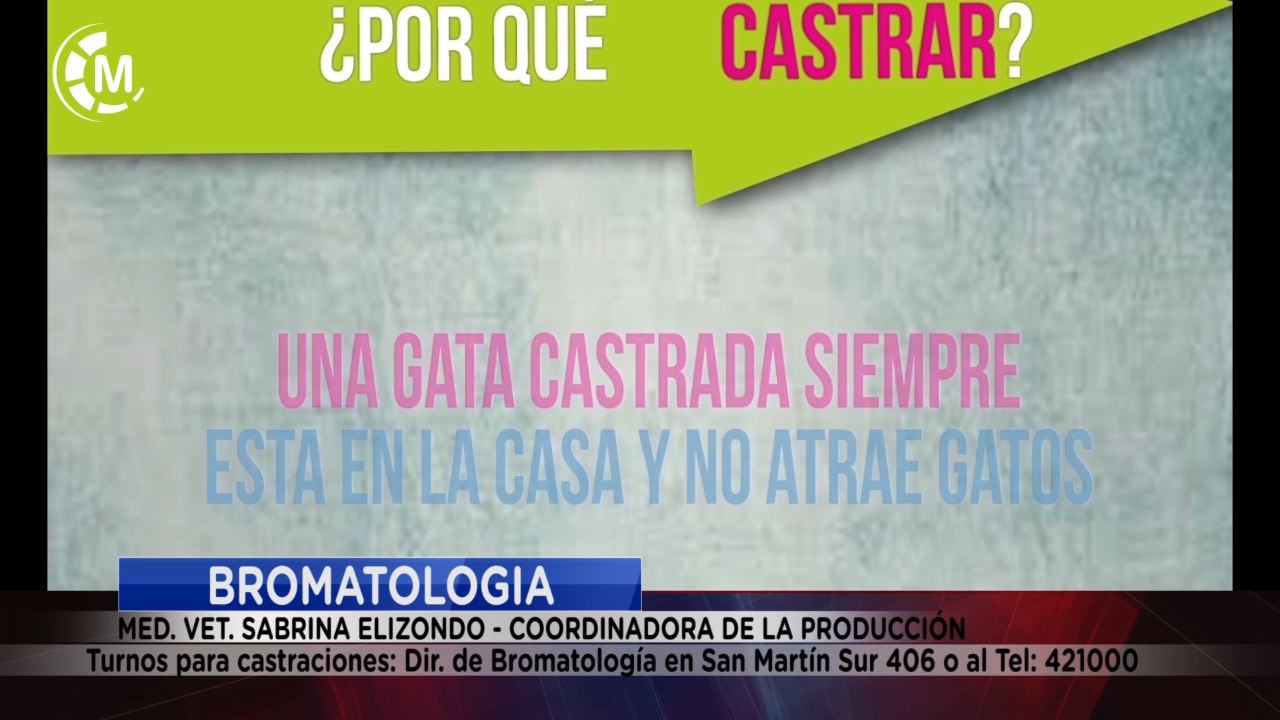 ¿POR QUÉ CASTRAR?
M
UNA GATA CASTRADA SIEMPRE
ESTA EN LA CASA Y NO ATRAE GATOS
BROMATOLOGIA
MED. VET. SABRINA ELIZONDO - COORDINADORA DE LA PRODUCCIÓN
Turnos para castraciones: Dir. de Bromatología en San Martín Sur 406 o al Tel: 421000